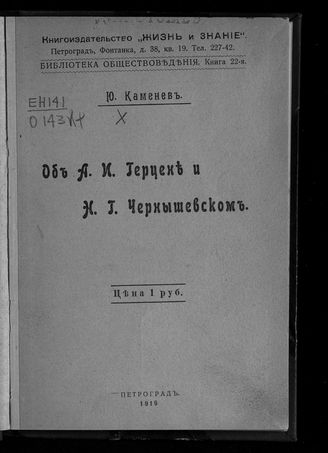 Книгоиздательство „ЖИЗНЬ и ЗНАНІЕ".
Петроградъ, Фонтанка, д. 38, кв. 19. Тел. 227-42.
БИБЛІОТЕКА ОБЩЕСТВОВѢДѢНІЯ. Книга 22-я.
Ю. Каменевъ.
ЕН141
О 143
X
Объ А. И. Герценѣ и
Н. Г. Чернышевскомъ.
Цѣна 1 руб.
ПЕТРОГРАДЪ.
1916